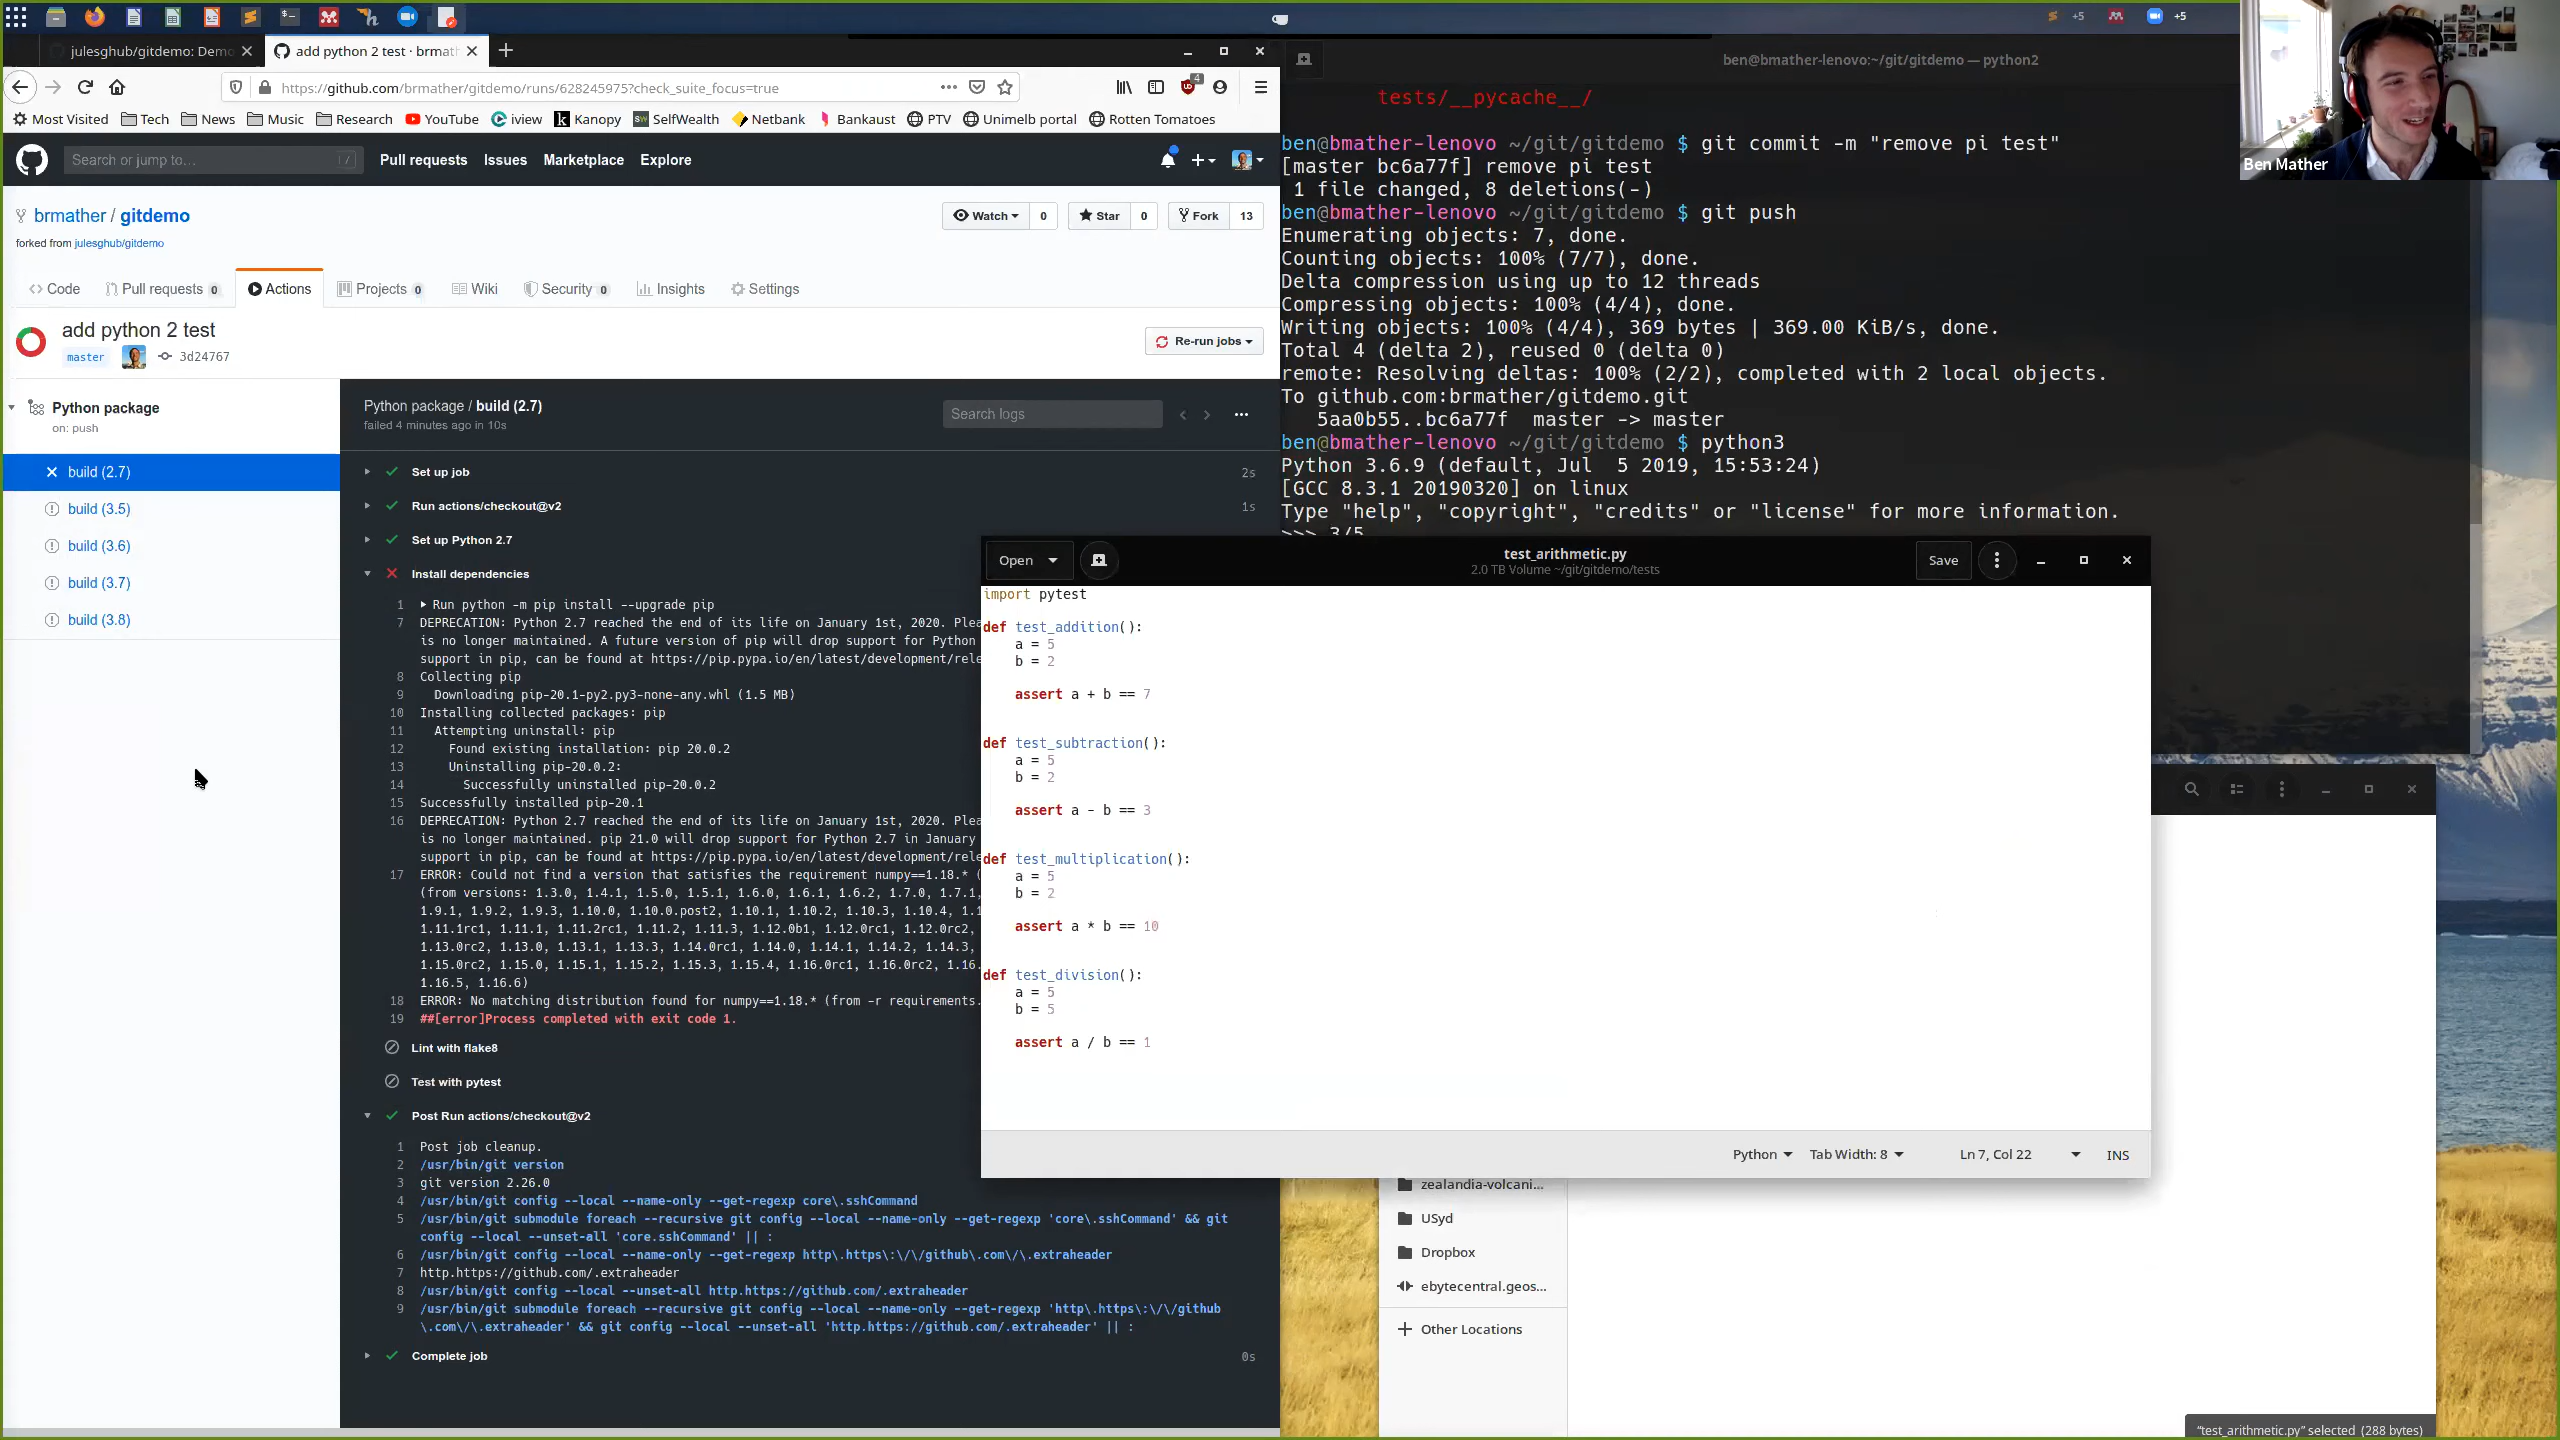 +5
+5
julesghub/gitdemo: Demo
add python 2 test · brmath
https://github.com/brmather/gitdemo/runs/628245975?check_suite_focus=true
4
Most Visited
Tech
News
Music
Research
YouTube
iview
Kanopy
SelfWealth
Netbank
Bankaust
PTV
Unimelb portal
Rotten Tomatoes
Search or jump to...
/
Pull requests
Issues
Marketplace
Explore
brmather / gitdemo
forked from julesghub/gitdemo
Watch 0
Star 0
Fork 13
Code
Pull requests 0
Actions
Projects 0
Wiki
Security 0
Insights
Settings
add python 2 test
master
3d24767
Re-run jobs
Python package
on: push
build (2.7)
build (3.5)
build (3.6)
build (3.7)
build (3.8)
Python package / build (2.7)
failed 4 minutes ago in 10s
Search logs
Set up job 2s
Run actions/checkout@v2 1s
Set up Python 2.7
Install dependencies
1 Run python -m pip install --upgrade pip
7 DEPRECATION: Python 2.7 reached the end of its life on January 1st, 2020. Plea
is no longer maintained. A future version of pip will drop support for Python
support in pip, can be found at https://pip.pypa.io/en/latest/development/rele
8 Collecting pip
9 Downloading pip-20.1-py2.py3-none-any.whl (1.5 MB)
10 Installing collected packages: pip
11 Attempting uninstall: pip
12 Found existing installation: pip 20.0.2
13 Uninstalling pip-20.0.2:
14 Successfully uninstalled pip-20.0.2
15 Successfully installed pip-20.1
16 DEPRECATION: Python 2.7 reached the end of its life on January 1st, 2020. Plea
is no longer maintained. pip 21.0 will drop support for Python 2.7 in January
support in pip, can be found at https://pip.pypa.io/en/latest/development/rele
17 ERROR: Could not find a version that satisfies the requirement numpy==1.18.* (
(from versions: 1.3.0, 1.4.1, 1.5.0, 1.5.1, 1.6.0, 1.6.1, 1.6.2, 1.7.0, 1.7.1,
1.9.1, 1.9.2, 1.9.3, 1.10.0, 1.10.0.post2, 1.10.1, 1.10.2, 1.10.3, 1.10.4, 1.1
1.11.1rc1, 1.11.1, 1.11.2rc1, 1.11.2, 1.11.3, 1.12.0b1, 1.12.0rc1, 1.12.0rc2,
1.13.0rc2, 1.13.0, 1.13.1, 1.13.3, 1.14.0rc1, 1.14.0, 1.14.1, 1.14.2, 1.14.3,
1.15.0rc2, 1.15.0, 1.15.1, 1.15.2, 1.15.3, 1.15.4, 1.16.0rc1, 1.16.0rc2, 1.16.
1.16.5, 1.16.6)
18 ERROR: No matching distribution found for numpy==1.18.* (from -r requirements.
19 ##[error]Process completed with exit code 1.
Lint with flake8
Test with pytest
Post Run actions/checkout@v2
1 Post job cleanup.
2 /usr/bin/git version
3 git version 2.26.0
4 /usr/bin/git config --local --name-only --get-regexp core\.sshCommand
5 /usr/bin/git submodule foreach --recursive git config --local --name-only --get-regexp 'core\.sshCommand' && git
config --local --unset-all 'core.sshCommand' || :
6 /usr/bin/git config --local --name-only --get-regexp http\.https\:\/\/github\.com\/\.extraheader
7 http.https://github.com/.extraheader
8 /usr/bin/git config --local --unset-all http.https://github.com/.extraheader
9 /usr/bin/git submodule foreach --recursive git config --local --name-only --get-regexp 'http\.https\:\/\/github
\.com\/\.extraheader' && git config --local --unset-all 'http.https://github.com/.extraheader' || :
Complete job 0s
ben@bmather-lenovo:~/git/gitdemo — python2
tests/__pycache__/
ben@bmather-lenovo ~/git/gitdemo $ git commit -m "remove pi test"
[master bc6a77f] remove pi test
1 file changed, 8 deletions(-)
ben@bmather-lenovo ~/git/gitdemo $ git push
Enumerating objects: 7, done.
Counting objects: 100% (7/7), done.
Delta compression using up to 12 threads
Compressing objects: 100% (4/4), done.
Writing objects: 100% (4/4), 369 bytes | 369.00 KiB/s, done.
Total 4 (delta 2), reused 0 (delta 0)
remote: Resolving deltas: 100% (2/2), completed with 2 local objects.
To github.com:brmather/gitdemo.git
5aa0b55..bc6a77f master -> master
ben@bmather-lenovo ~/git/gitdemo $ python3
Python 3.6.9 (default, Jul 5 2019, 15:53:24)
[GCC 8.3.1 20190320] on linux
Type "help", "copyright", "credits" or "license" for more information.
>>> 3/5
Ben Mather
Open
test_arithmetic.py
2.0 TB Volume ~/git/gitdemo/tests
Save
import pytest
def test_addition():
a = 5
b = 2
assert a + b == 7
def test_subtraction():
a = 5
b = 2
assert a - b == 3
def test_multiplication():
a = 5
b = 2
assert a * b == 10
def test_division():
a = 5
b = 5
assert a / b == 1
Python
Tab Width: 8
Ln 7, Col 22
INS
zealandia-volcani...
USyd
Dropbox
ebytecentral.geos...
Other Locations
"test_arithmetic.py" selected (288 bytes)